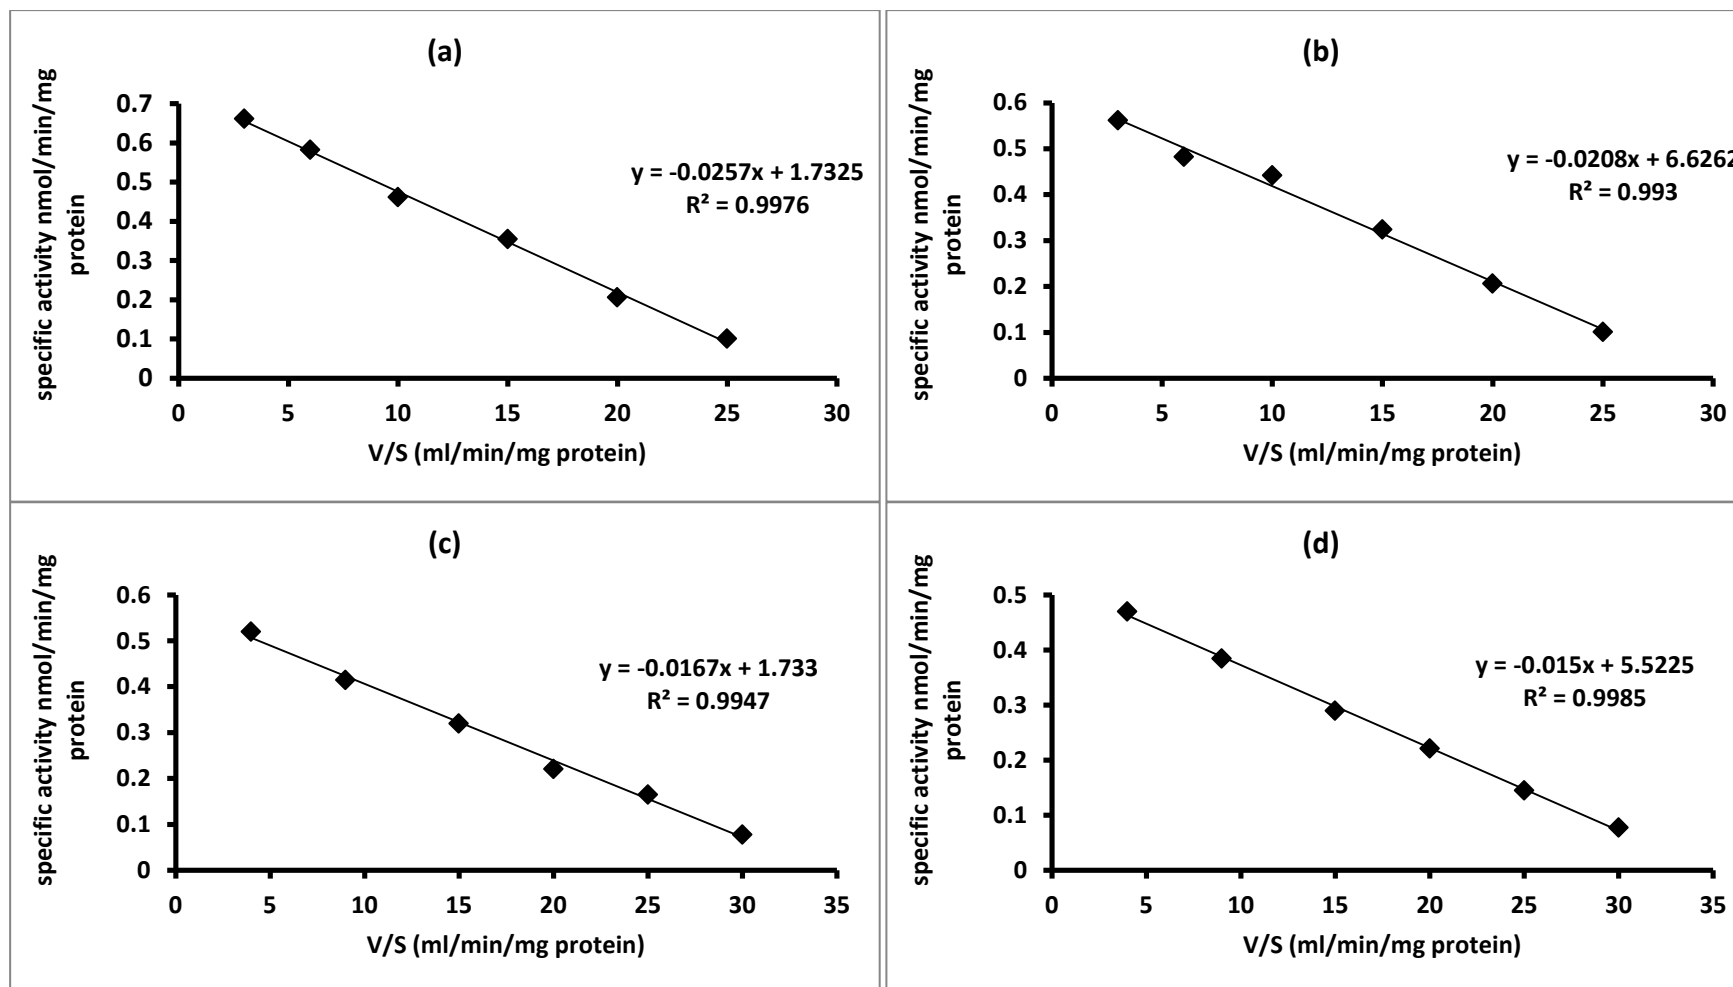 (a)
specific activity nmol/min/mg
protein
0.7
0.6
0.5
0.4
0.3
0.2
0.1
0
y = -0.0257x + 1.7325
R² = 0.9976
0 5 10 15 20 25 30
V/S (ml/min/mg protein)
(b)
specific activity nmol/min/mg
protein
0.6
0.5
0.4
0.3
0.2
0.1
0
y = -0.0208x + 6.6262
R² = 0.993
0 5 10 15 20 25 30
V/S (ml/min/mg protein)
(c)
specific activity nmol/min/mg
protein
0.6
0.5
0.4
0.3
0.2
0.1
0
y = -0.0167x + 1.733
R² = 0.9947
0 5 10 15 20 25 30 35
V/S (ml/min/mg protein)
(d)
specific activity nmol/min/mg
protein
0.5
0.4
0.3
0.2
0.1
0
y = -0.015x + 5.5225
R² = 0.9985
0 5 10 15 20 25 30 35
V/S (ml/min/mg protein)